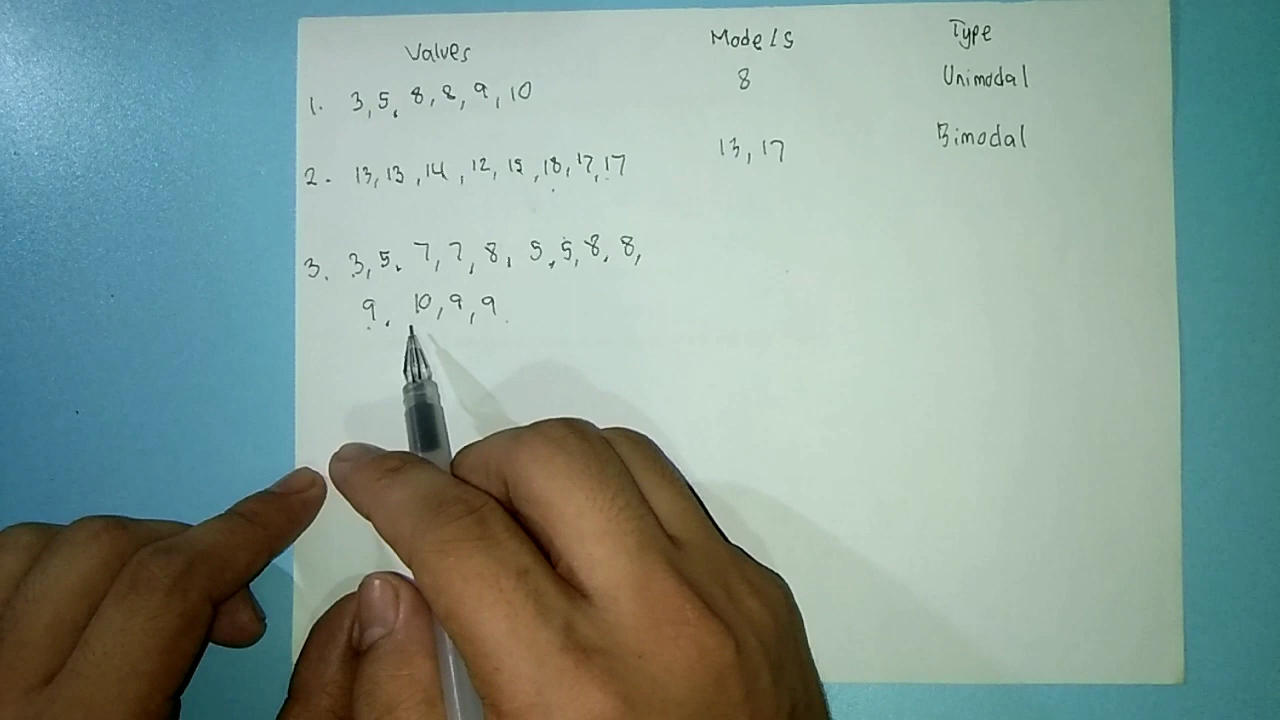 Values Mode/s Type
1. 3, 5, 8, 8, 9, 10 8 Unimodal
2. 13, 13, 14, 12, 15, 18, 17, 17 13, 17 Bimodal
3. 3, 5, 7, 7, 8, 5, 5, 8, 8,
9, 10, 9, 9